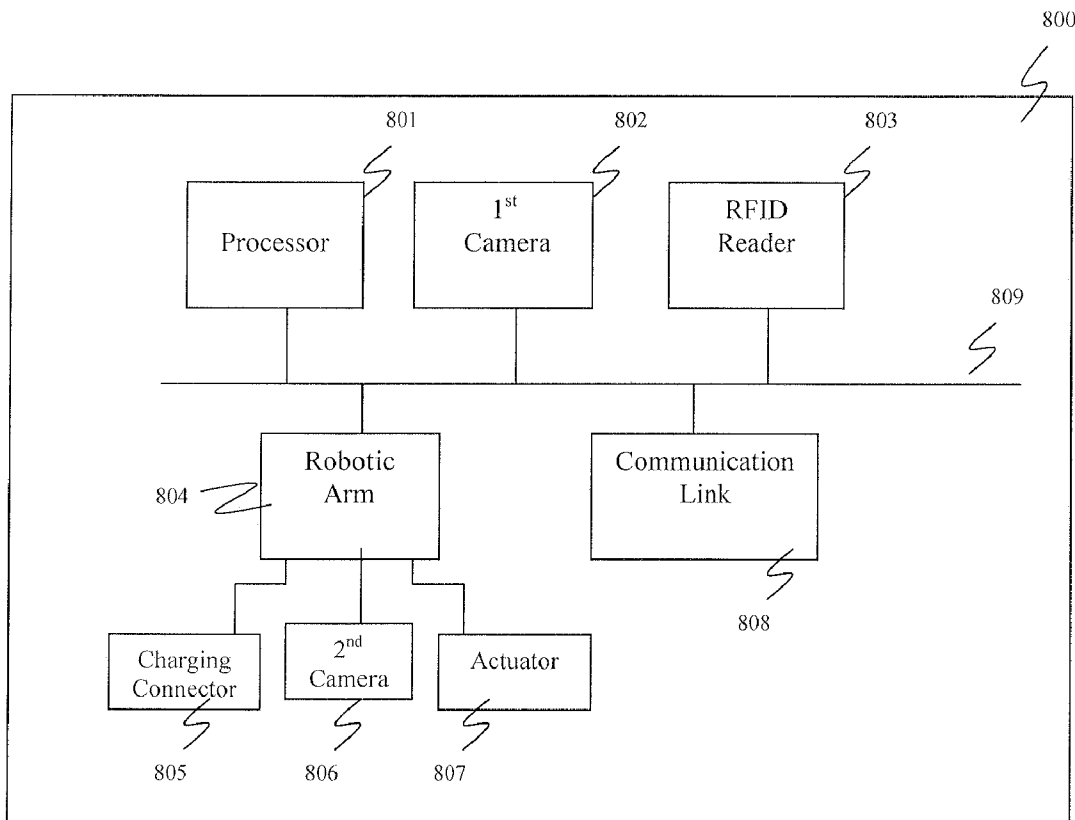 800
801
802
803
Processor
1st
Camera
RFID
Reader
809
Robotic
Arm
Communication
Link
804
808
Charging
Connector
2nd
Camera
Actuator
805
806
807